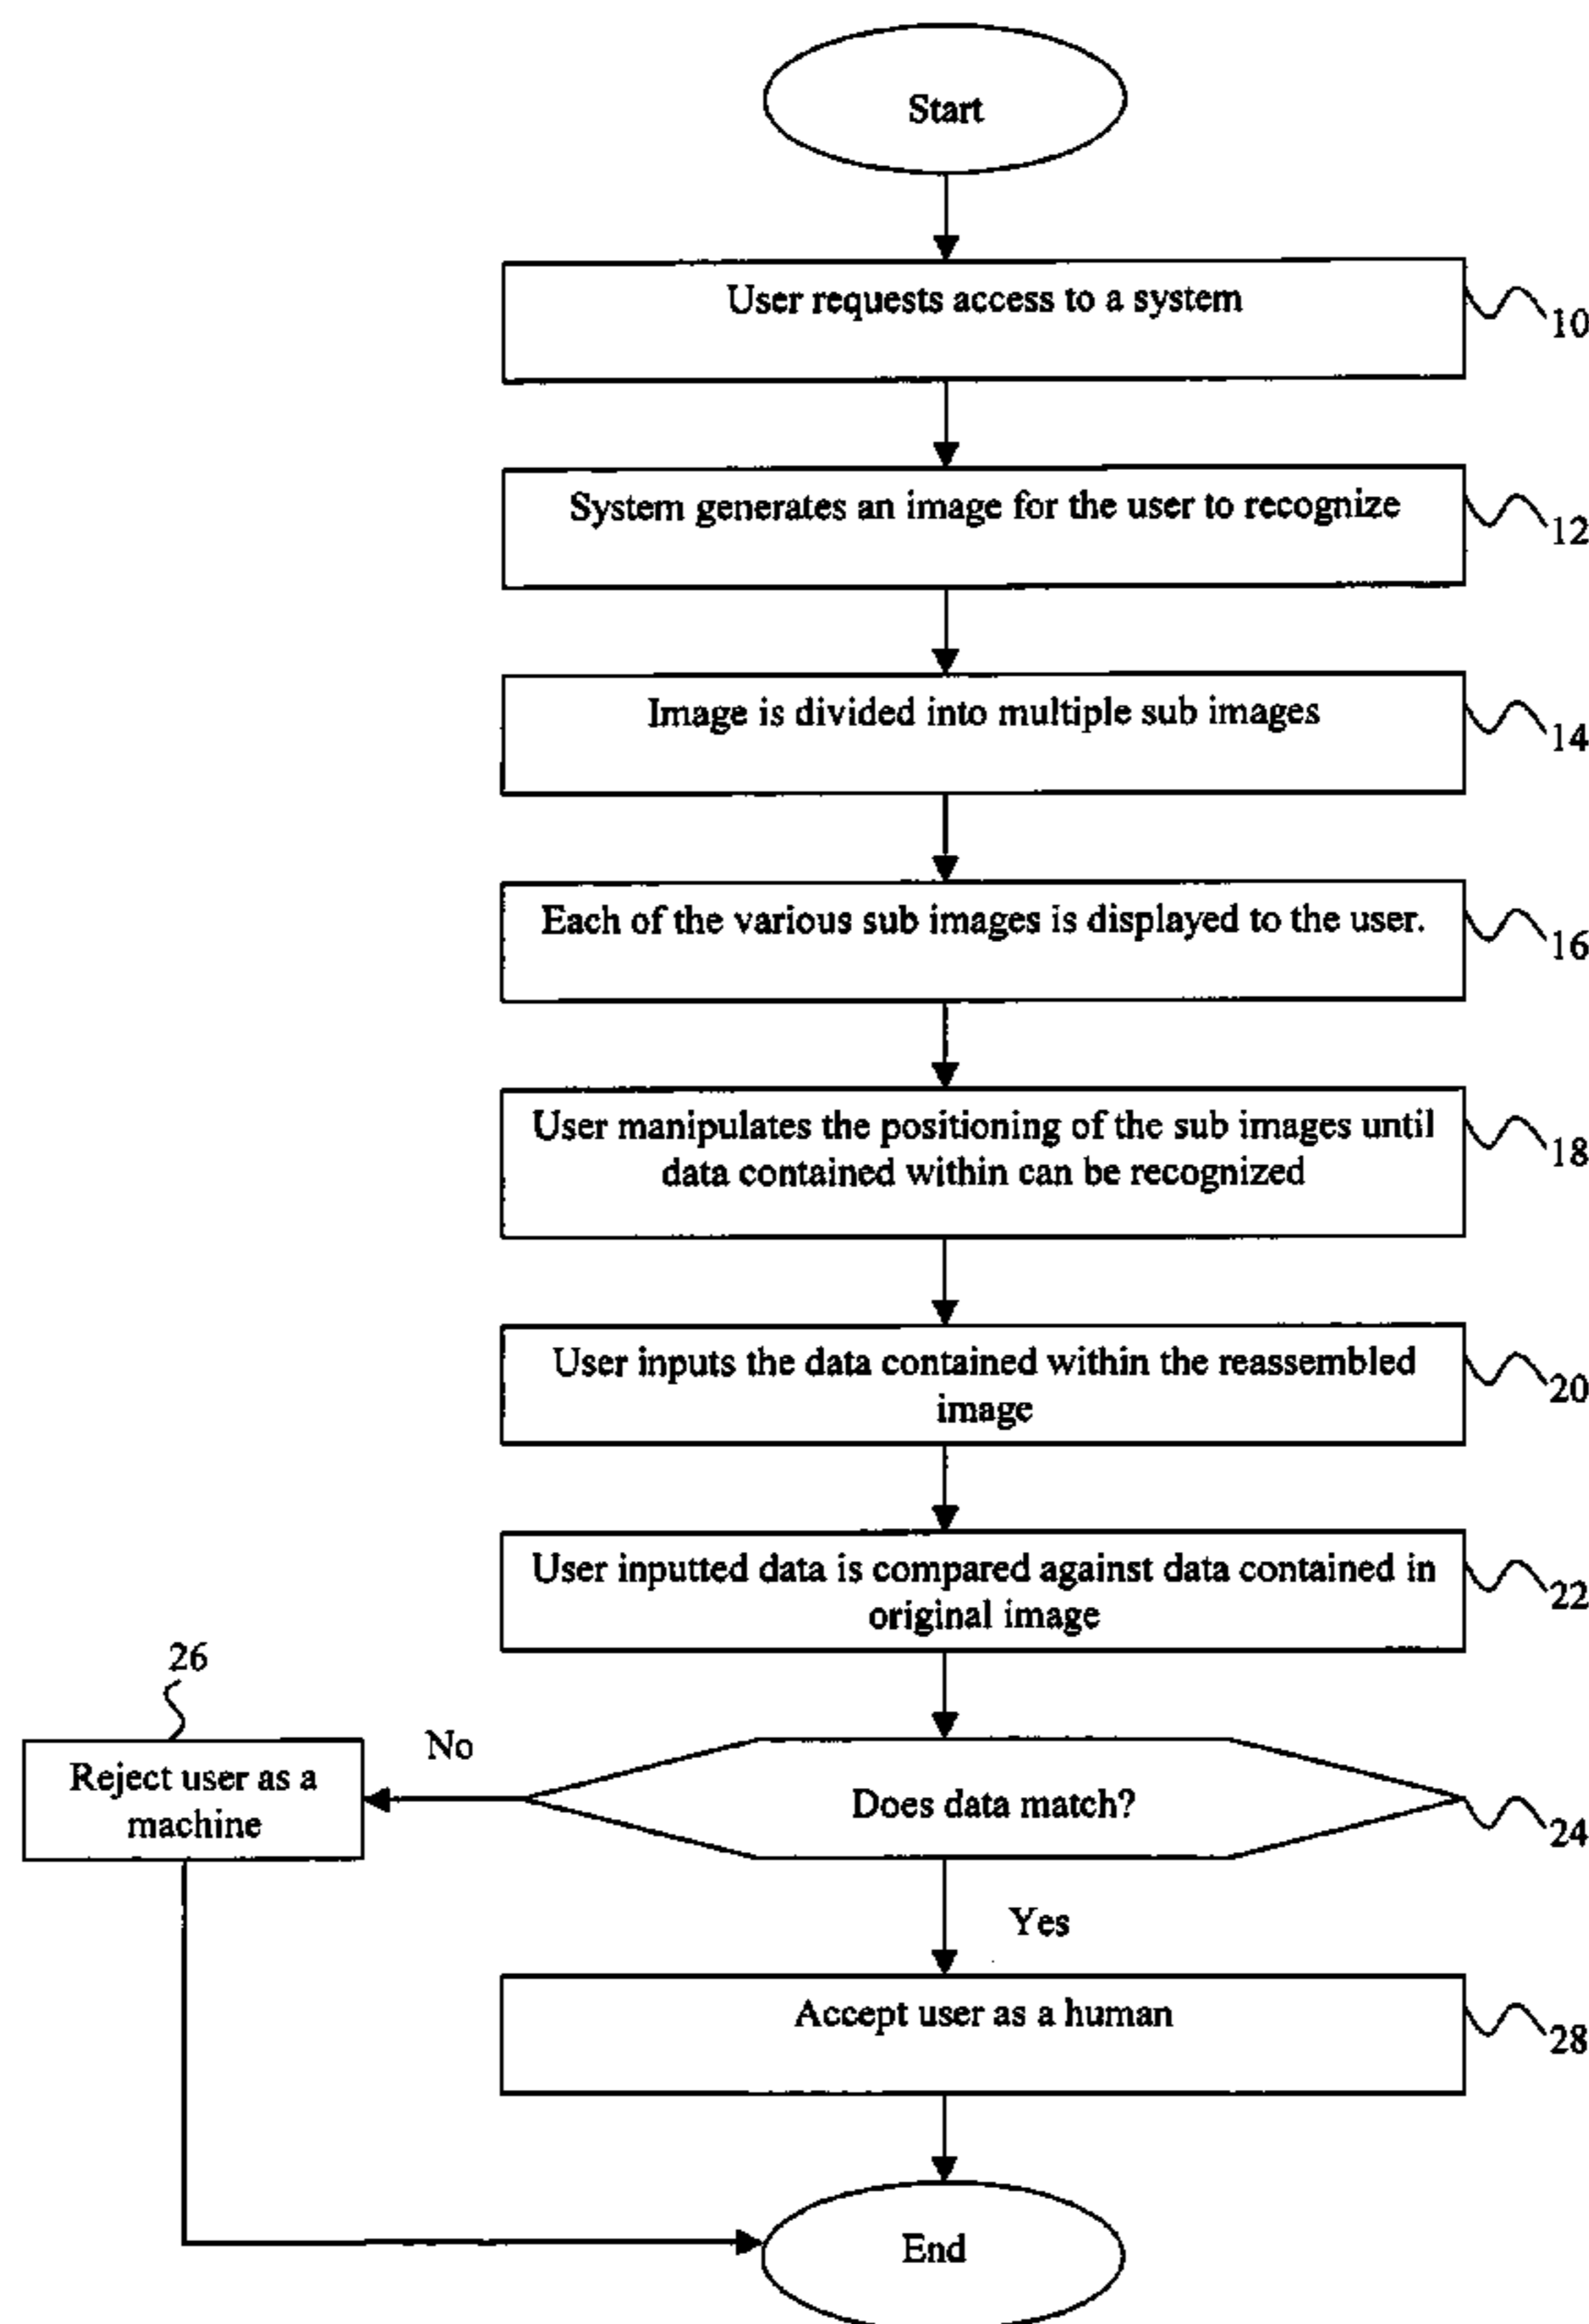 Start
User requests access to a system
10
System generates an image for the user to recognize
12
Image is divided into multiple sub images
14
Each of the various sub images is displayed to the user.
16
User manipulates the positioning of the sub images until
data contained within can be recognized
18
User inputs the data contained within the reassembled
image
20
User inputted data is compared against data contained in
original image
22
26
Reject user as a
machine
No
Does data match?
24
Yes
Accept user as a human
28
End